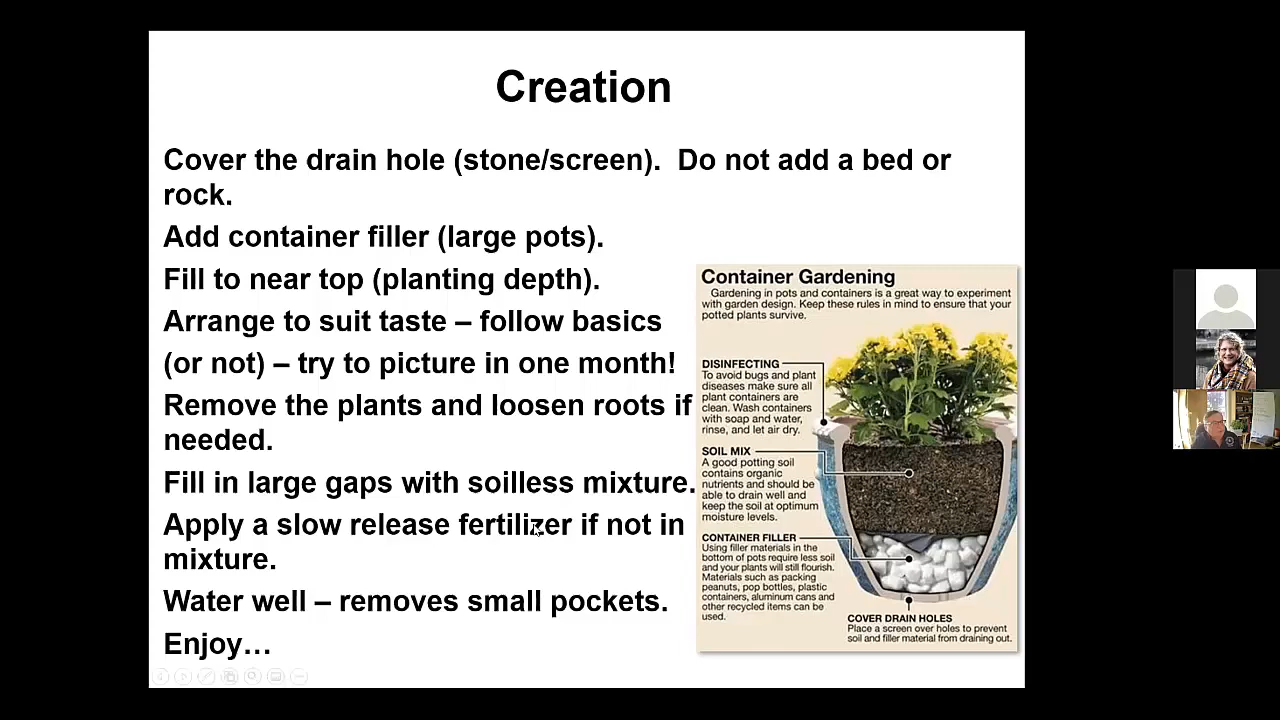 Creation
Cover the drain hole (stone/screen).  Do not add a bed or
rock.
Add container filler (large pots).
Fill to near top (planting depth).
Arrange to suit taste – follow basics
(or not) – try to picture in one month!
Remove the plants and loosen roots if
needed.
Fill in large gaps with soilless mixture.
Apply a slow release fertilizer if not in
mixture.
Water well – removes small pockets.
Enjoy…
Container Gardening
Gardening in pots and containers is a great way to experiment
with garden design. Keep these rules in mind to ensure that your
potted plants survive.
DISINFECTING
To avoid bugs and plant
diseases make sure all
plant containers are
clean. Wash containers
with soap and water,
rinse, and let air dry.
SOIL MIX
A good potting soil
contains organic
nutrients and should be
able to drain well and
keep the soil at optimum
moisture levels.
CONTAINER FILLER
Using filler materials in the
bottom of pots require less soil
and your plants will still flourish.
Materials such as packing
peanuts, pop bottles, plastic
containers, aluminum cans and
other recycled items can be
used.
COVER DRAIN HOLES
Place a screen over holes to prevent
soil and filler material from draining out.